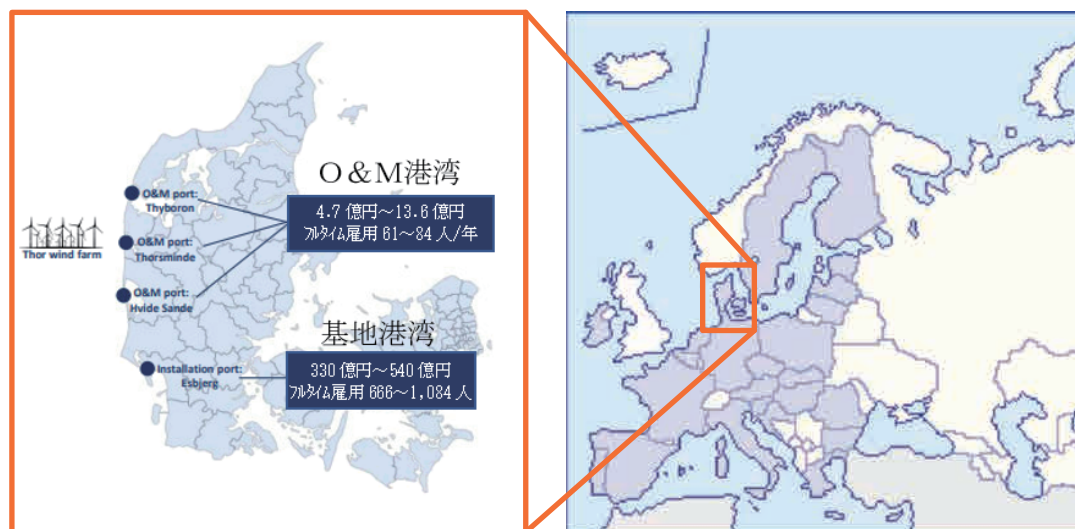 O&M港湾
4.7 億円～13.6 億円
フルタイム雇用 61～84 人/年
O&M port:
Thyboron
Thor wind farm
O&M port:
Thorsminde
O&M port:
Hvide Sande
基地港湾
330 億円～540 億円
フルタイム雇用 666～1,084 人
Installation port:
Esbjerg